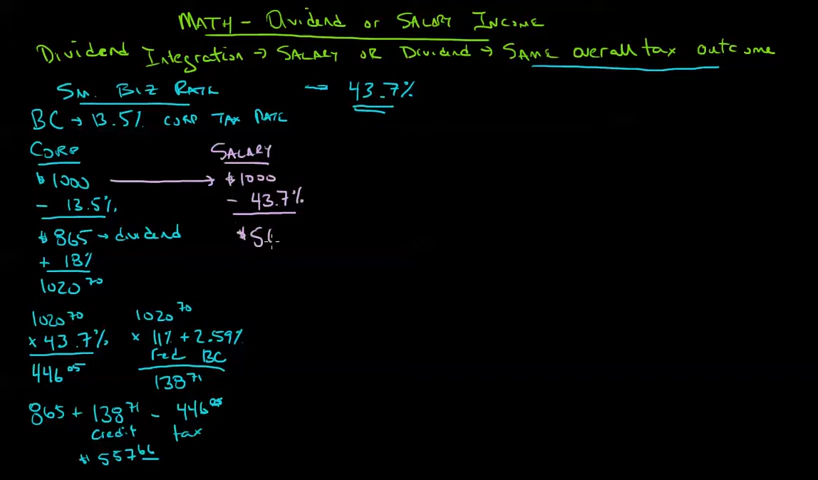 MATH - Dividend or SALARY INCOME
Dividend Integration → SALARY OR Dividend → SAME overall tax outcome
SM. BIZ RATE → 43.7%
BC → 13.5% CORP TAX RATE
CORP
SALARY
$1000 → $1000
- 13.5%
- 43.7%
$865 → dividend
$56
+ 18%
1020 70
1020 70
1020 70
× 43.7%
× 11% + 2.59%
fed BC
446 05
138 71
865 + 138 71 - 446 05
credit tax
$557 66